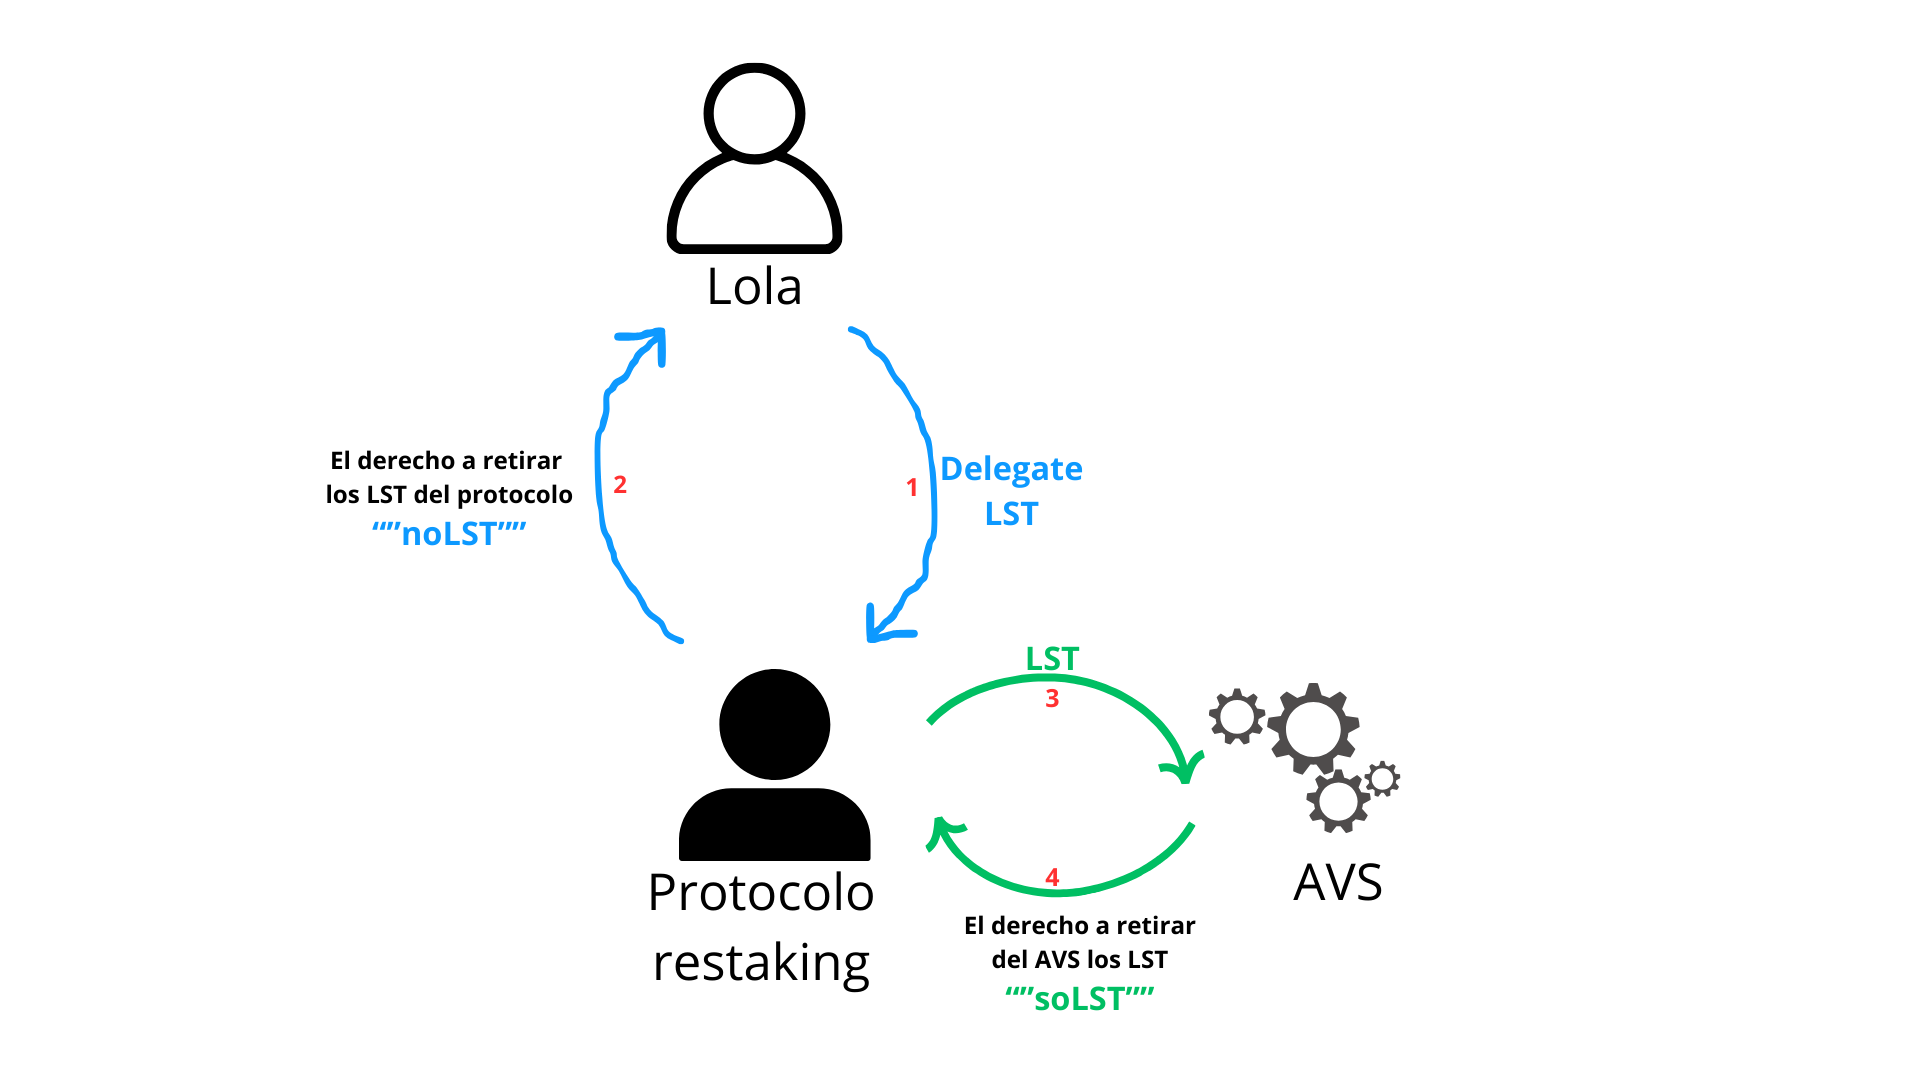 Lola
El derecho a retirar
los LST del protocolo
“”noLST””
2
1
Delegate
LST
LST
3
4
Protocolo
restaking
AVS
El derecho a retirar
del AVS los LST
“”soLST””